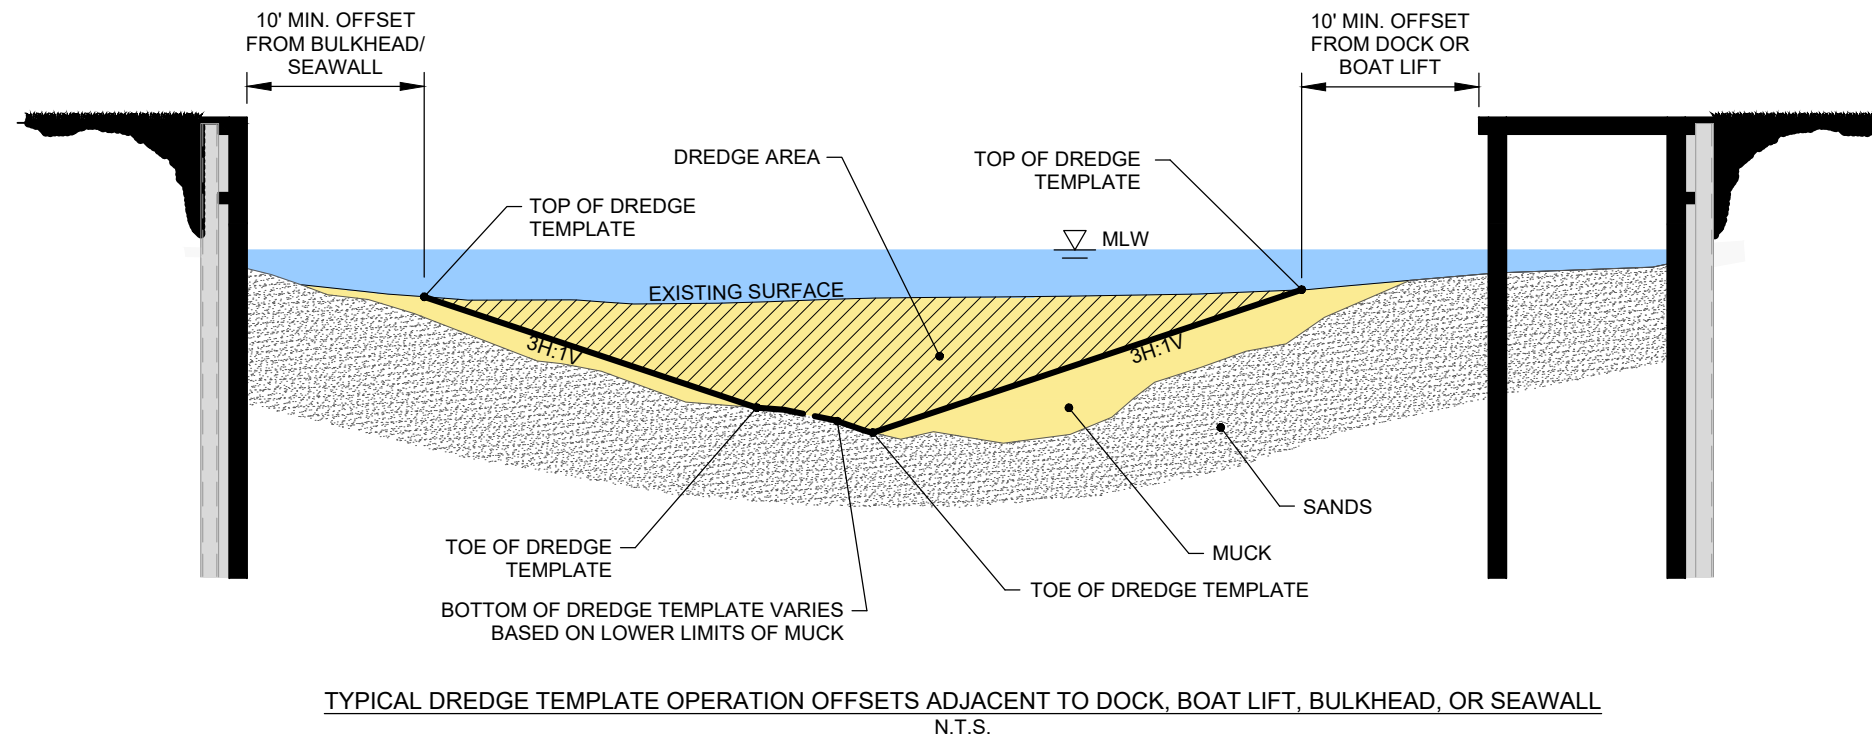 10' MIN. OFFSET
FROM BULKHEAD/
SEAWALL
10' MIN. OFFSET
FROM DOCK OR
BOAT LIFT
DREDGE AREA
TOP OF DREDGE
TEMPLATE
TOP OF DREDGE
TEMPLATE
MLW
EXISTING SURFACE
3H:1V
3H:1V
SANDS
TOE OF DREDGE
TEMPLATE
MUCK
TOE OF DREDGE TEMPLATE
BOTTOM OF DREDGE TEMPLATE VARIES
BASED ON LOWER LIMITS OF MUCK
TYPICAL DREDGE TEMPLATE OPERATION OFFSETS ADJACENT TO DOCK, BOAT LIFT, BULKHEAD, OR SEAWALL
N.T.S.